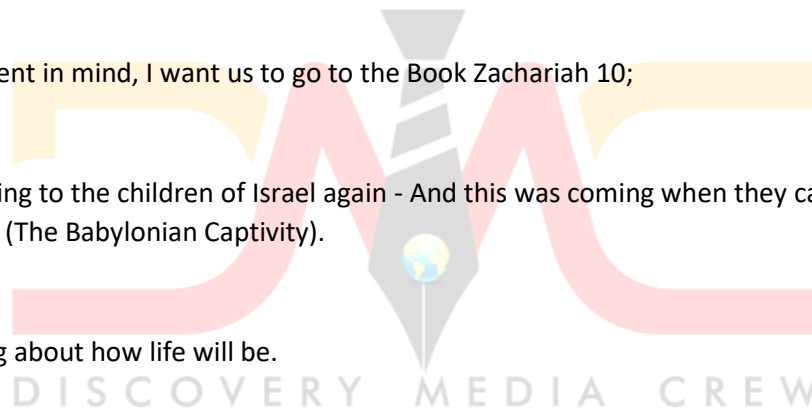 ent in mind, I want us to go to the Book Zachariah 10;
ing to the children of Israel again - And this was coming when they ca
(The Babylonian Captivity).
g about how life will be.
DISCOVERY MEDIA CREW